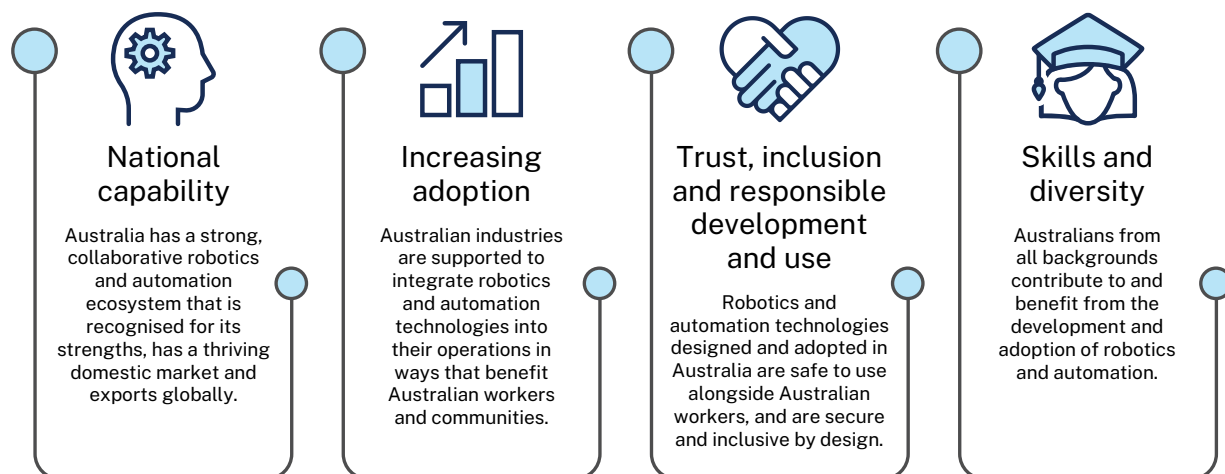 National
capability
Australia has a strong,
collaborative robotics
and automation
ecosystem that is
recognised for its
strengths, has a thriving
domestic market and
exports globally.
Increasing
adoption
Australian industries
are supported to
integrate robotics
and automation
technologies into
their operations in
ways that benefit
Australian workers
and communities.
Trust, inclusion
and responsible
development
and use
Robotics and
automation technologies
designed and adopted in
Australia are safe to use
alongside Australian
workers, and are secure
and inclusive by design.
Skills and
diversity
Australians from
all backgrounds
contribute to and
benefit from the
development and
adoption of robotics
and automation.